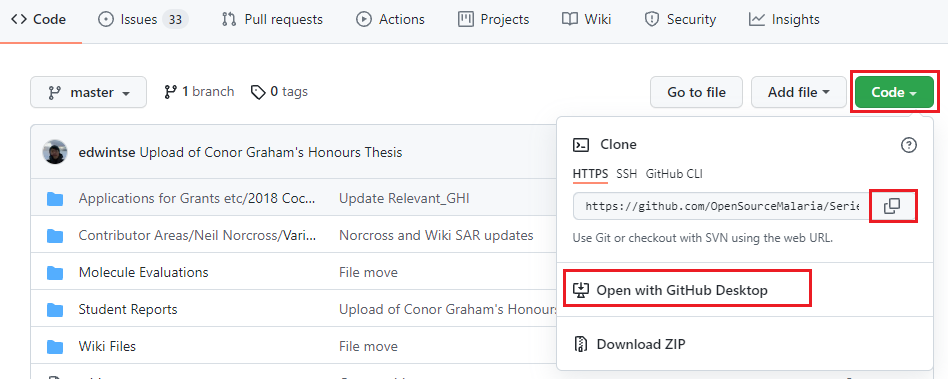 Code Issues 33 Pull requests Actions Projects Wiki Security Insights
master 1 branch 0 tags Go to file Add file Code
edwintse Upload of Conor Graham's Honours Thesis
Applications for Grants etc/2018 Coc... Update Relevant_GHI
Contributor Areas/Neil Norcross/Vari... Norcross and Wiki SAR updates
Molecule Evaluations File move
Student Reports Upload of Conor Graham's Honours
Wiki Files File move
Clone
HTTPS SSH GitHub CLI
https://github.com/OpenSourceMalaria/Serie
Use Git or checkout with SVN using the web URL.
Open with GitHub Desktop
Download ZIP